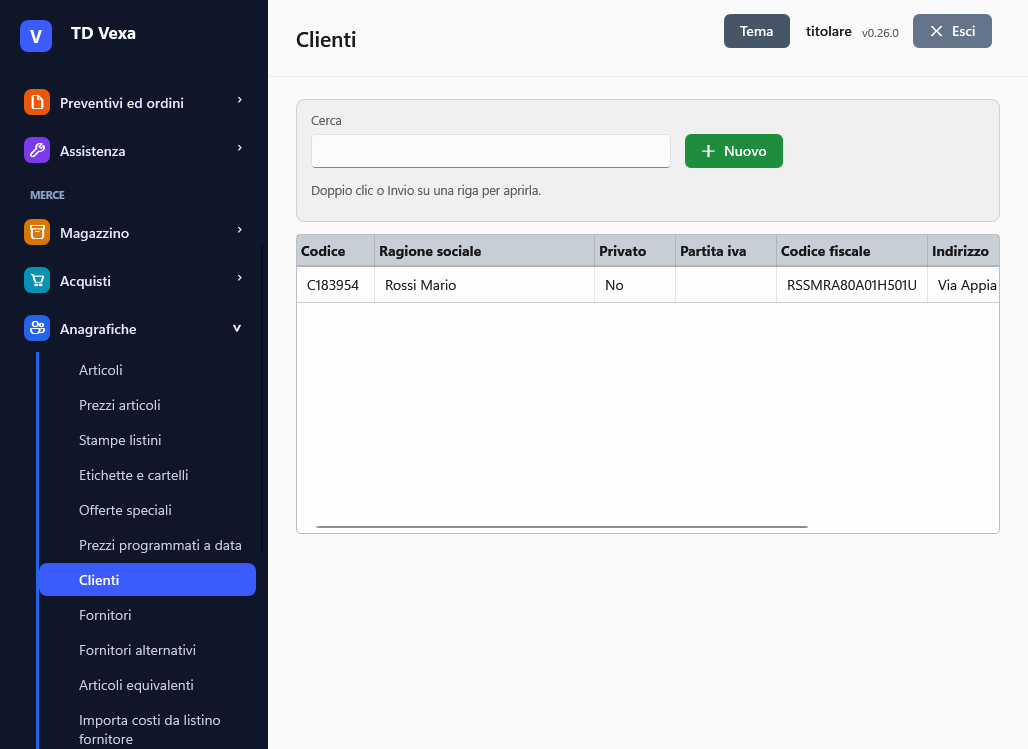 V
TD Vexa
Preventivi ed ordini
Assistenza
MERCE
Magazzino
Acquisti
Anagrafiche
Articoli
Prezzi articoli
Stampe listini
Etichette e cartelli
Offerte speciali
Prezzi programmati a data
Clienti
Fornitori
Fornitori alternativi
Articoli equivalenti
Importa costi da listino
fornitore
Clienti
Tema titolare v0.26.0 Esci
Cerca
Nuovo
Doppio clic o Invio su una riga per aprirla.
Codice Ragione sociale Privato Partita iva Codice fiscale Indirizzo
C183954 Rossi Mario No RSSMRA80A01H501U Via Appia